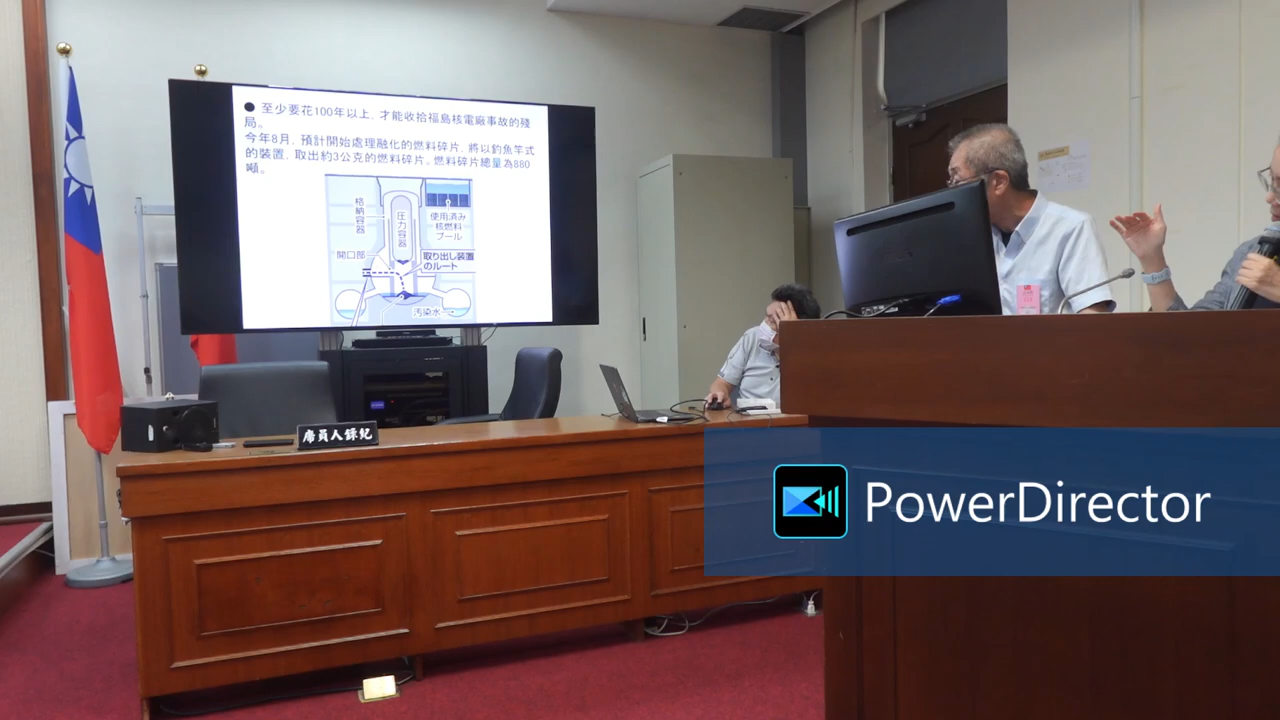 ● 至少要花100年以上，才能收拾福島核電廠事故的殘
局。
今年8月，預計開始處理融化的燃料碎片，將以釣魚竿式
的裝置，取出約3公克的燃料碎片。燃料碎片總量為880
噸。
格納容器
圧力容器
使用済み
核燃料
プール
開口部
取り出し装置
のルート
汚染水
席員人錄紀
PowerDirector